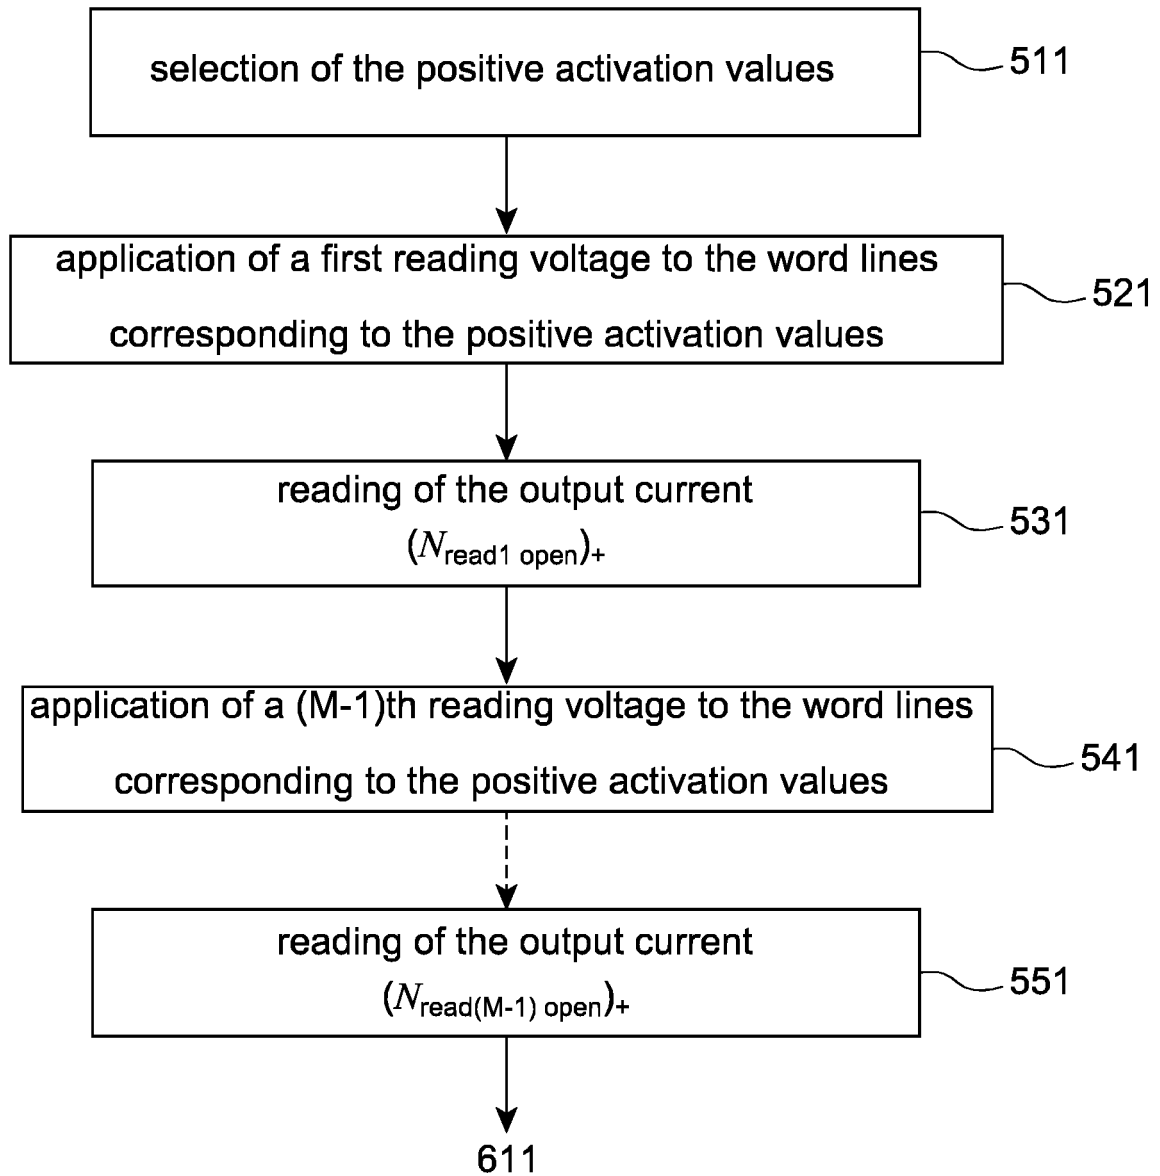 selection of the positive activation values
511
application of a first reading voltage to the word lines
corresponding to the positive activation values
521
reading of the output current
(N_read1 open)_+
531
application of a (M-1)th reading voltage to the word lines
corresponding to the positive activation values
541
reading of the output current
(N_read(M-1) open)_+
551
611